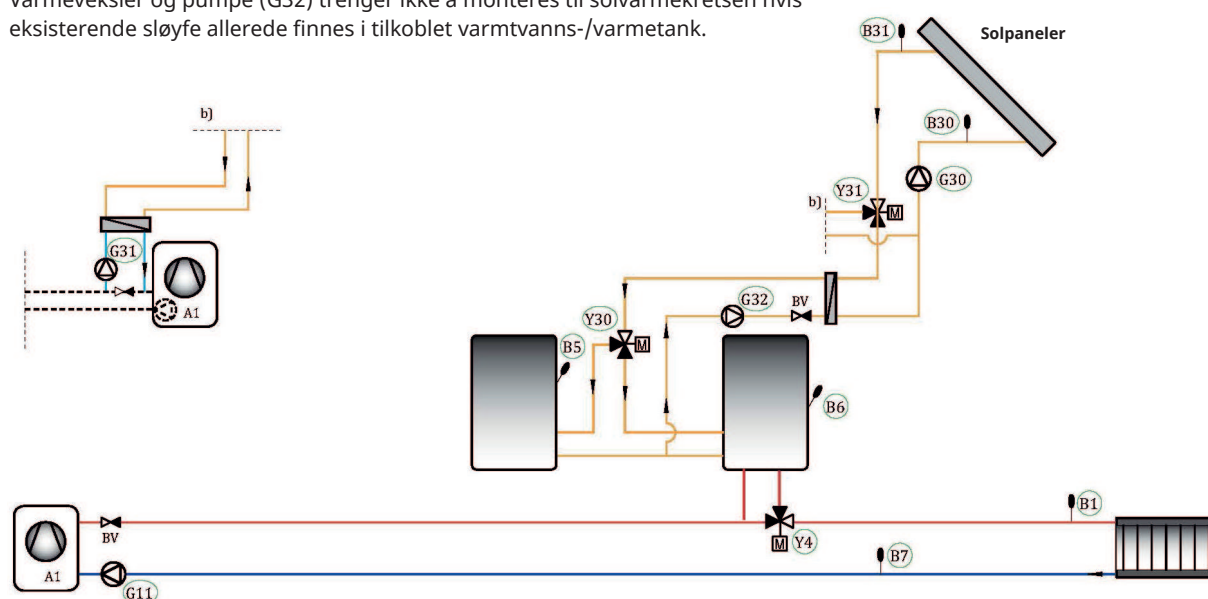 Varmeveksler og pumpe (G32) trenger ikke å monteres til solvarmekretsen hvis
eksisterende sløyfe allerede finnes i tilkoblet varmtvanns-/varmetank.
B31
Solpaneler
b)
B30
G30
Y31
b)
M
G31
A1
G32
BV
Y30
M
B5
B6
B1
BV
M
Y4
B7
A1
G11